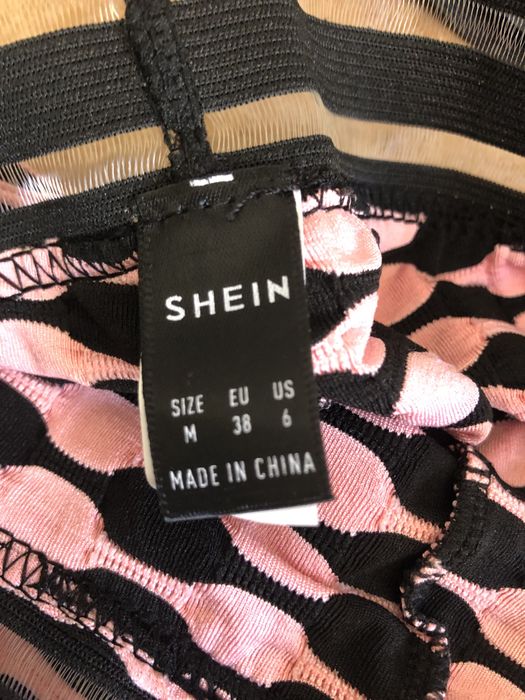 SHEIN
SIZE EU US
M 38 6
MADE IN CHINA